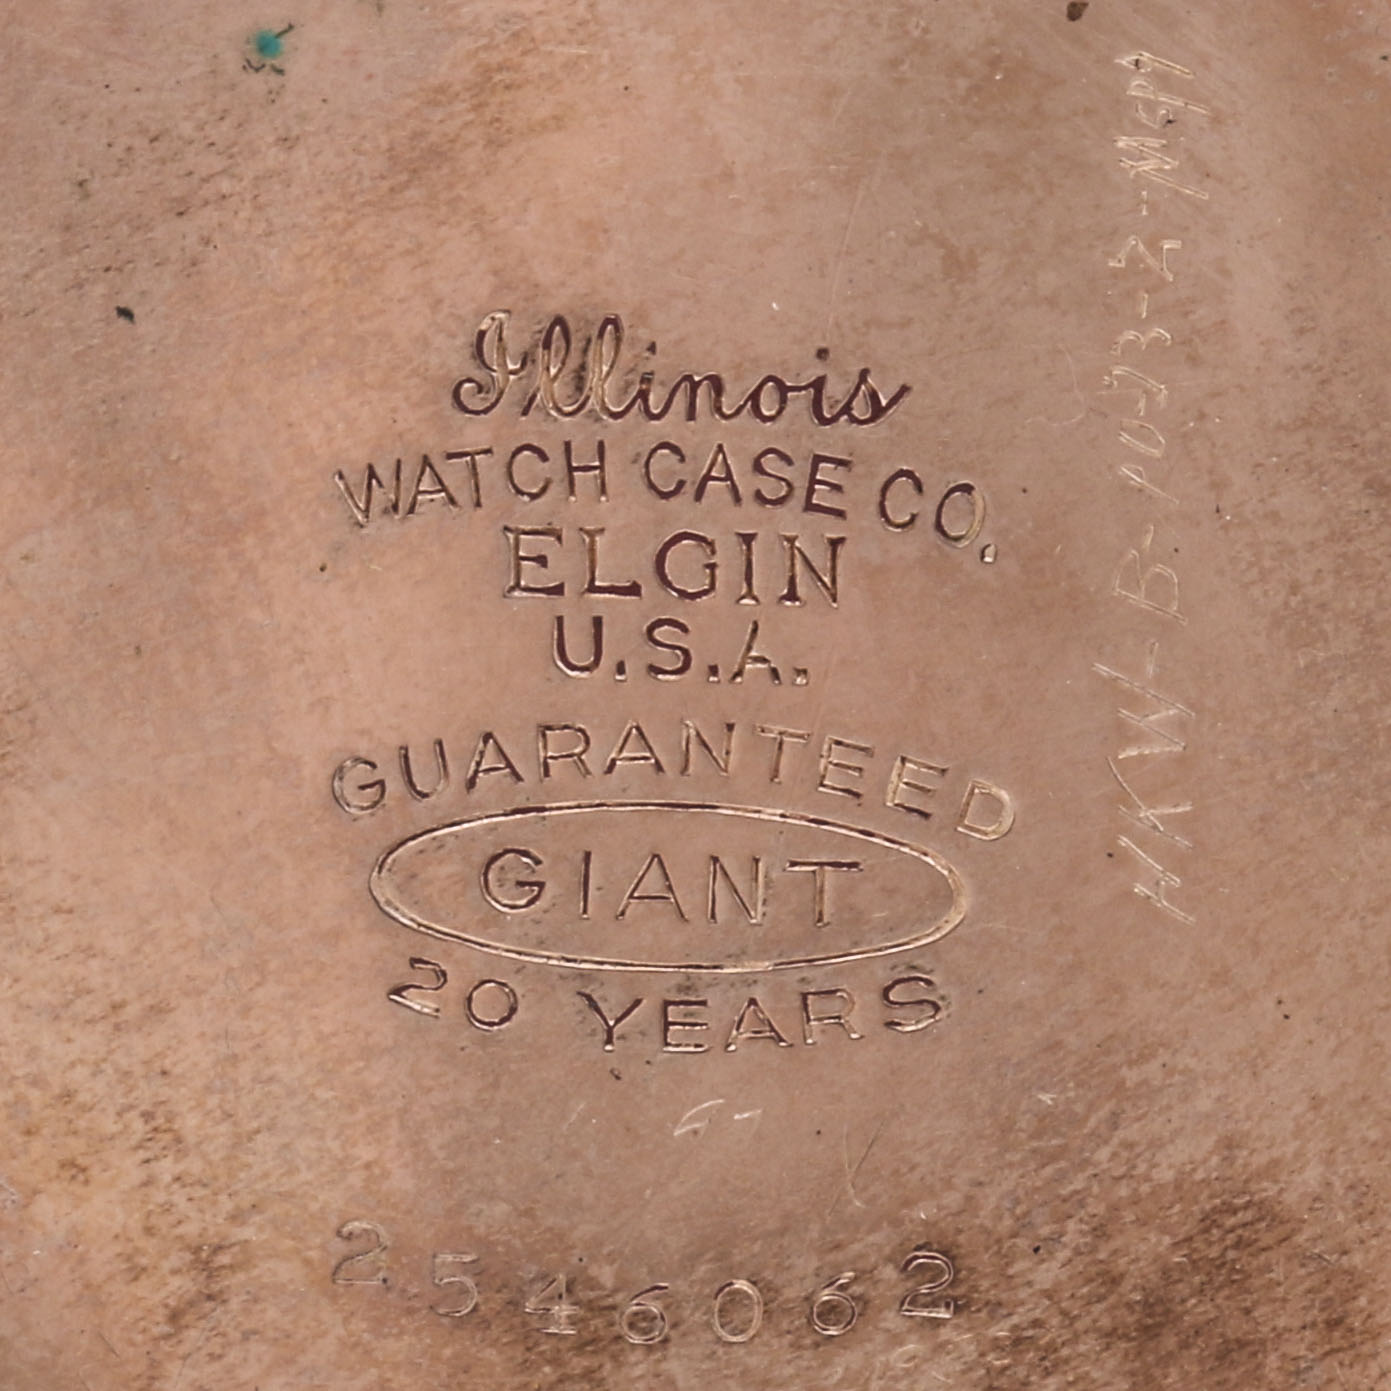 Illinois
WATCH CASE CO.
ELGIN
U.S.A.
GUARANTEED
GIANT
20 YEARS
2546062